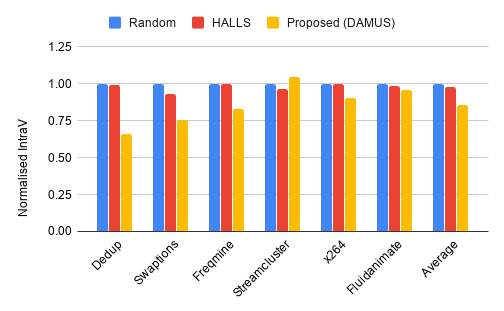 Random HALLS Proposed (DAMUS)
Normalised IntraV
1.25
1.00
0.75
0.50
0.25
0.00
Dedup
Swaptions
Freqmine
Streamcluster
x264
Fluidanimate
Average